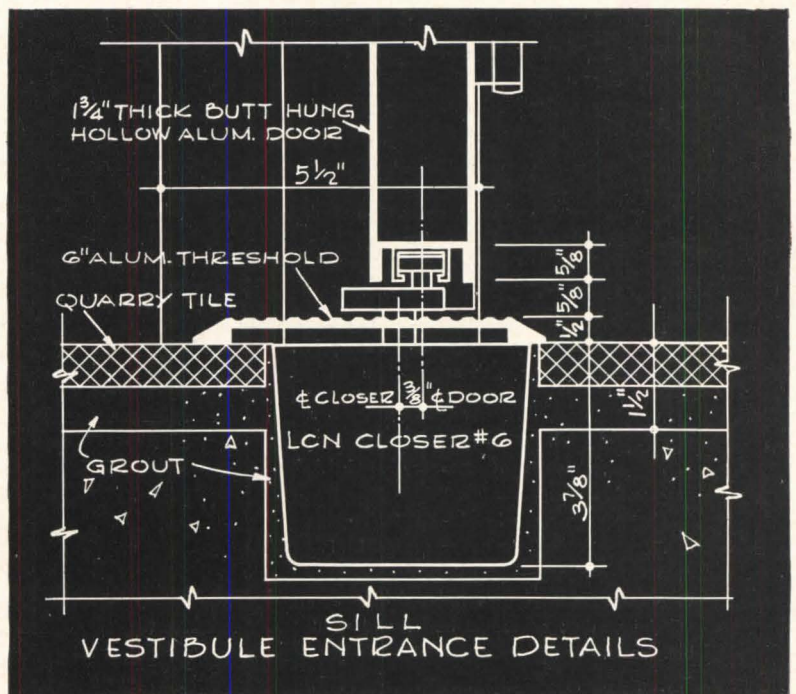 1¾" THICK BUTT HUNG
HOLLOW ALUM. DOOR
5½"
6" ALUM. THRESHOLD
QUARRY TILE
5/8"
5/8"
½"
℄ CLOSER 3/8" ℄ DOOR
1½"
LCN CLOSER #6
GROUT
3⅞"
SILL
VESTIBULE ENTRANCE DETAILS